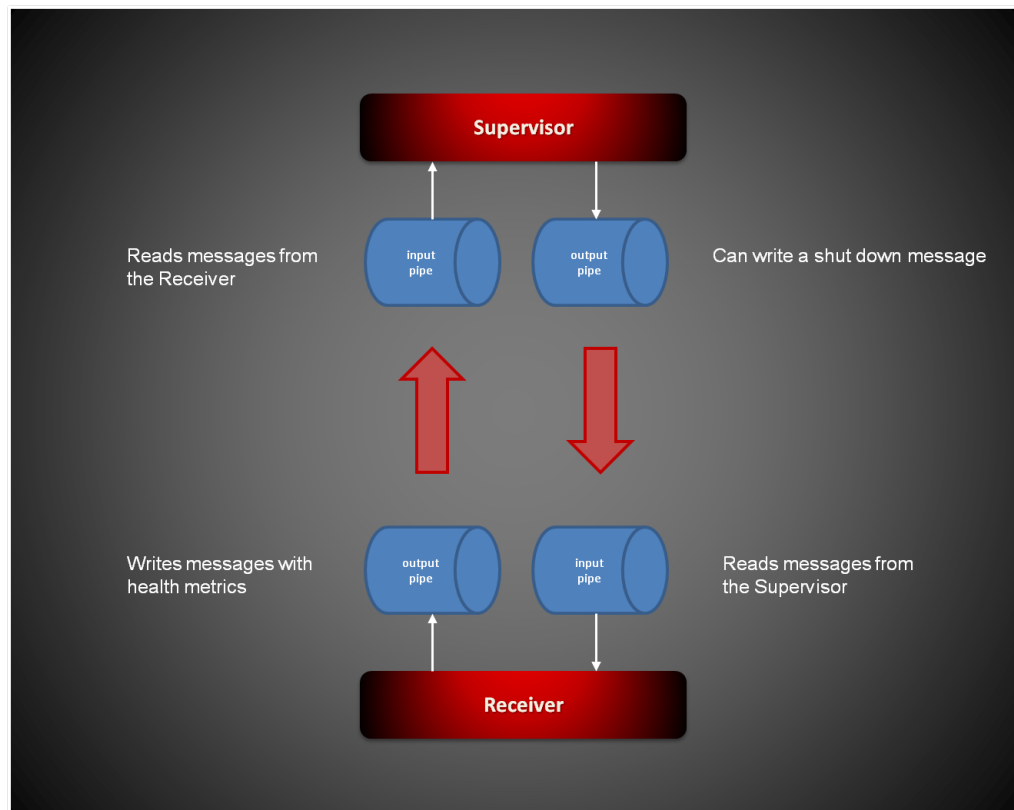 Supervisor
Reads messages from
the Receiver
input
pipe
output
pipe
Can write a shut down message
Writes messages with
health metrics
output
pipe
input
pipe
Reads messages from
the Supervisor
Receiver